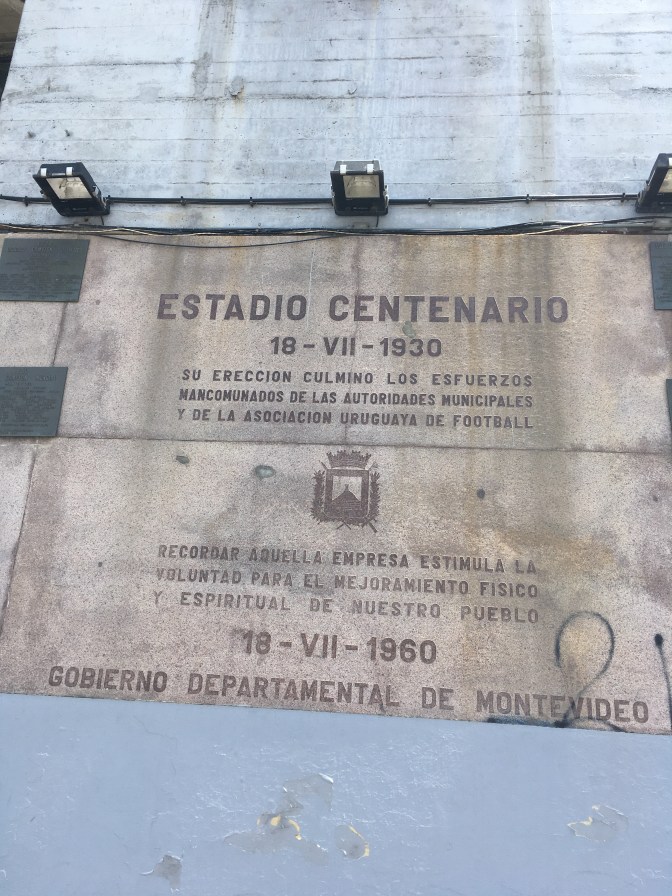 ESTADIO CENTENARIO
18-VII-1930
SU ERECCION CULMINO LOS ESFUERZOS
MANCOMUNADOS DE LAS AUTORIDADES MUNICIPALES
Y DE LA ASOCIACION URUGUAYA DE FOOTBALL
RECORDAR AQUELLA EMPRESA ESTIMULA LA
VOLUNTAD PARA EL MEJORAMIENTO FISICO
Y ESPIRITUAL DE NUESTRO PUEBLO
18-VII-1960
GOBIERNO DEPARTAMENTAL DE MONTEVIDEO